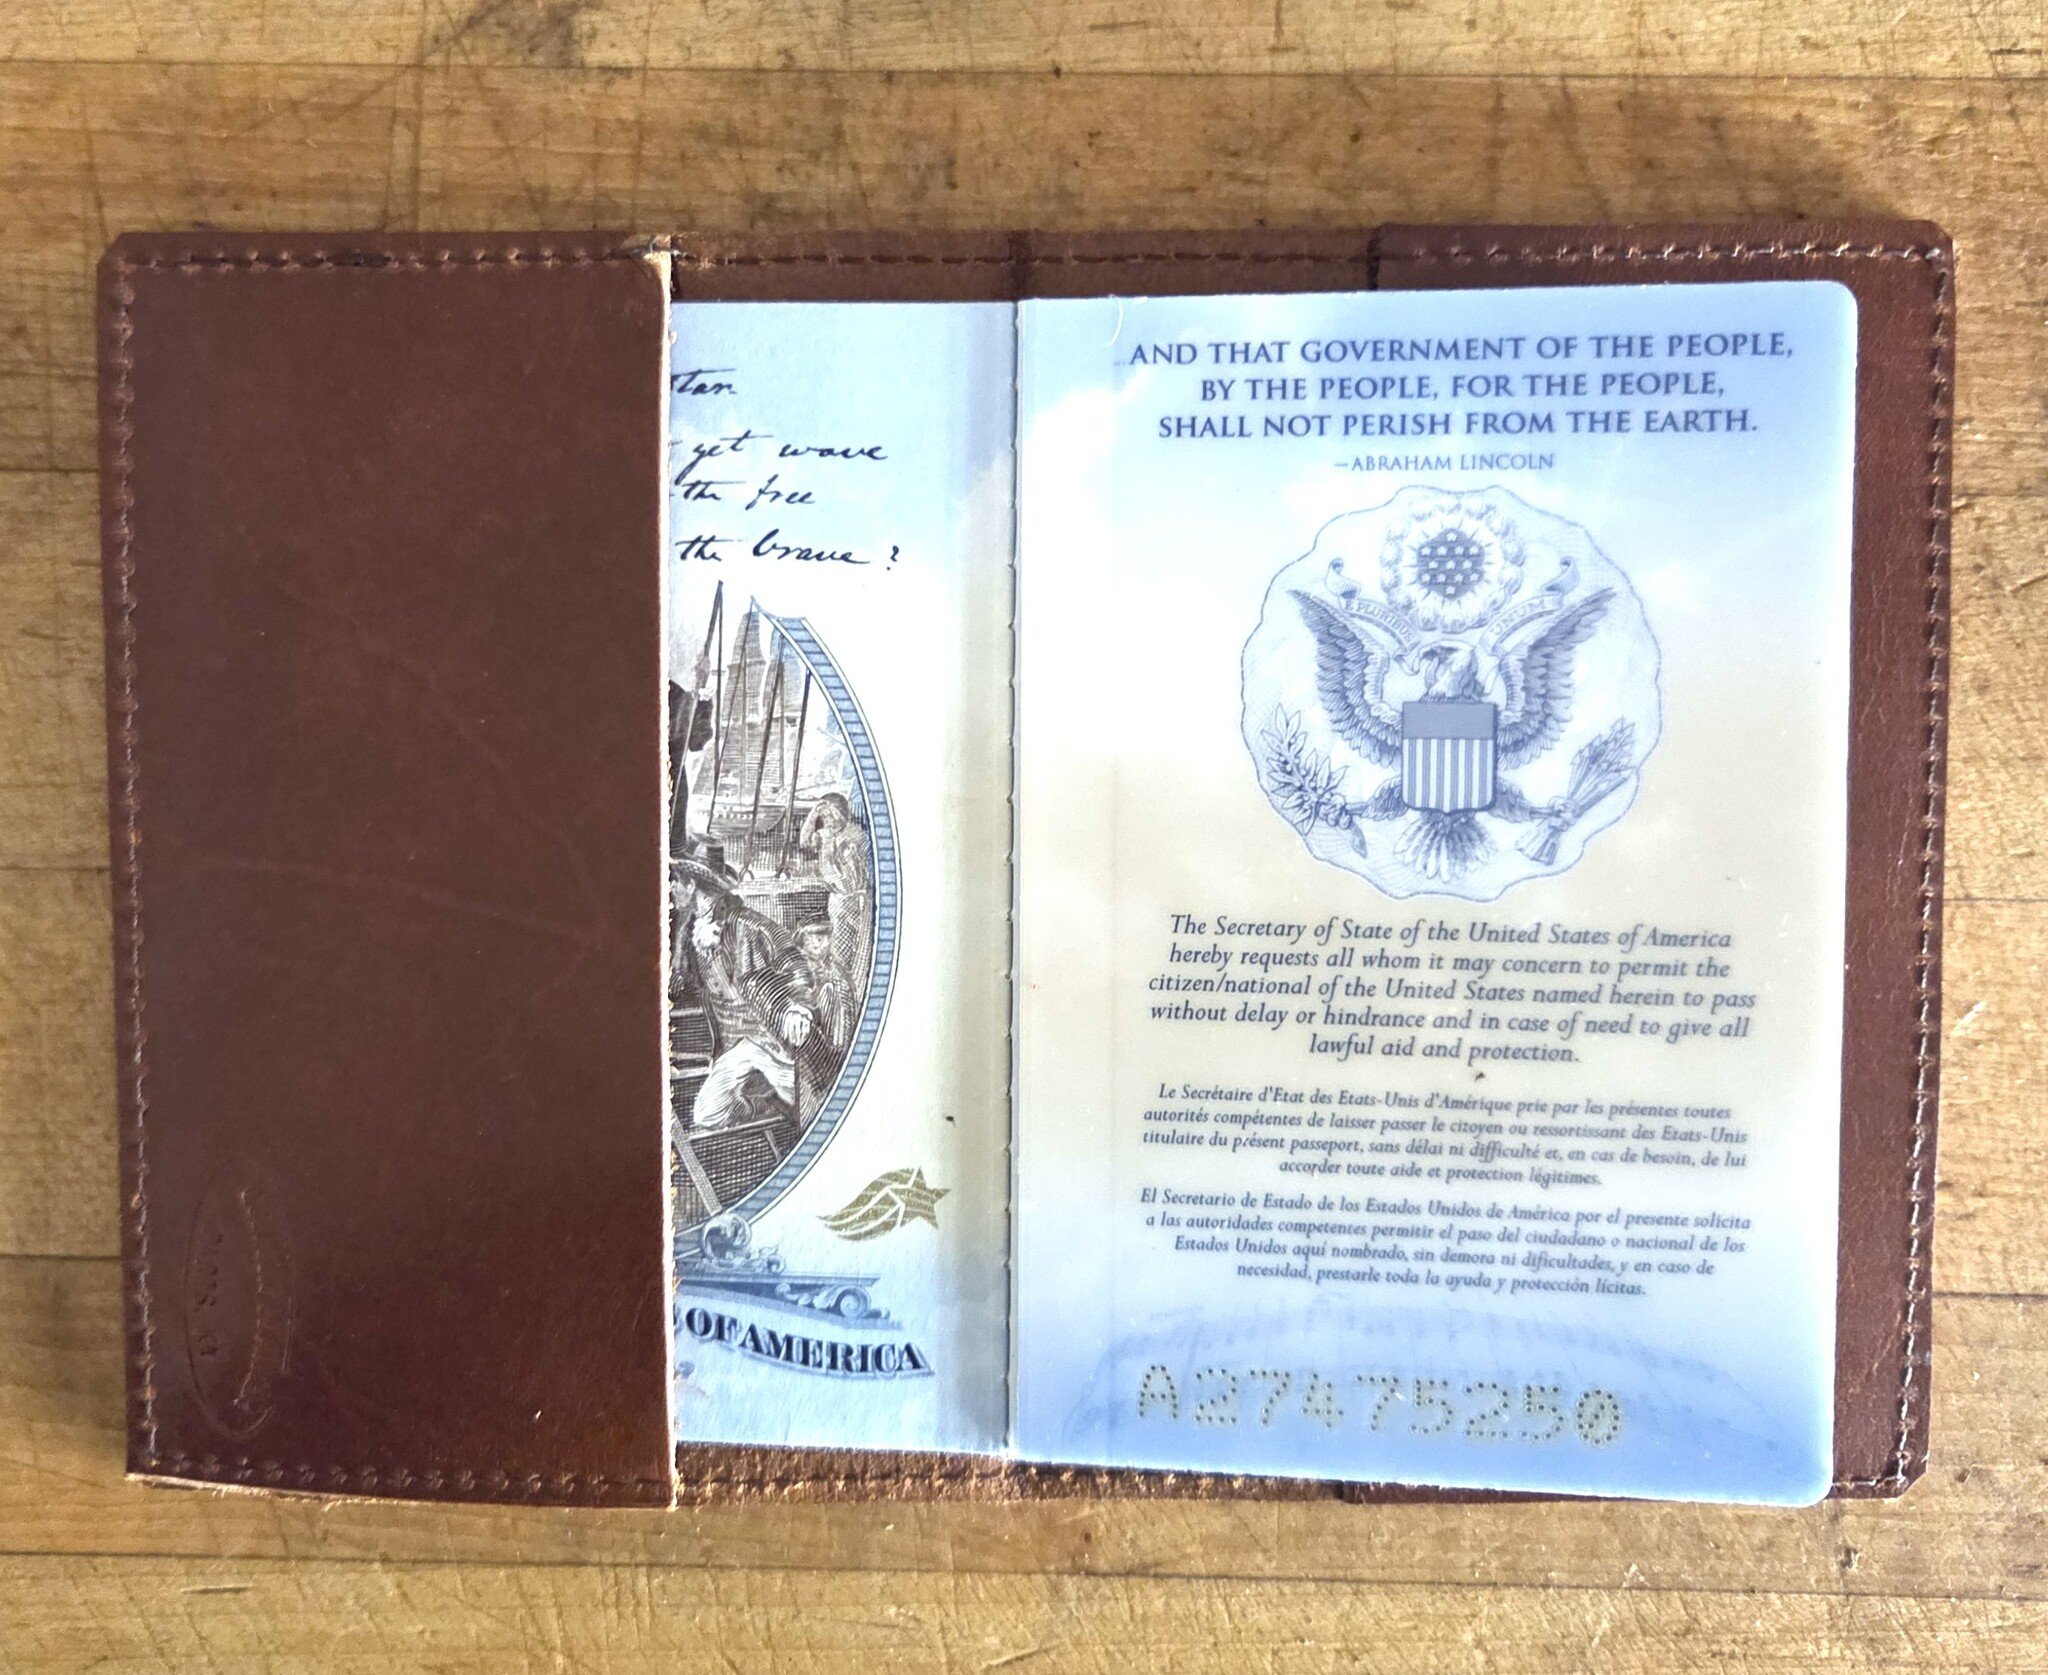 yet wave
the free
the brave?
OF AMERICA
AND THAT GOVERNMENT OF THE PEOPLE,
BY THE PEOPLE, FOR THE PEOPLE,
SHALL NOT PERISH FROM THE EARTH.
—ABRAHAM LINCOLN
E PLURIBUS UNUM
The Secretary of State of the United States of America
hereby requests all whom it may concern to permit the
citizen/national of the United States named herein to pass
without delay or hindrance and in case of need to give all
lawful aid and protection.
Le Secrétaire d'Etat des Etats-Unis d'Amérique prie par les présentes toutes
autorités compétentes de laisser passer le citoyen ou ressortissant des Etats-Unis
titulaire du présent passeport, sans délai ni difficulté et, en cas de besoin, de lui
accorder toute aide et protection légitimes.
El Secretario de Estado de los Estados Unidos de América por el presente solicita
a las autoridades competentes permitir el paso del ciudadano o nacional de los
Estados Unidos aquí nombrado, sin demora ni dificultades, y en caso de
necesidad, prestarle toda la ayuda y protección lícitas.
A27475250